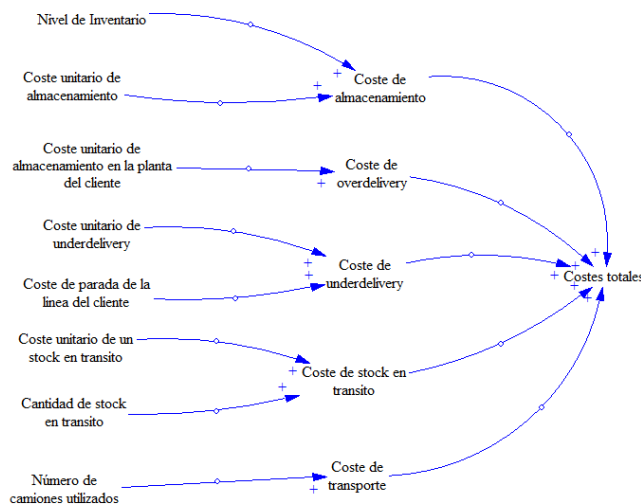 Nivel de Inventario
Coste unitario de
almacenamiento
+ +
Coste de
almacenamiento
Coste unitario de
almacenamiento en la planta
del cliente
+
Coste de
overdelivery
Coste unitario de
underdelivery
Coste de parada de la
linea del cliente
+
+
Coste de
underdelivery
+
+
+
+
+
Costes totales
Coste unitario de un
stock en transito
Cantidad de stock
en transito
+
+
Coste de stock en
transito
Número de
camiones utilizados
+
Coste de
transporte